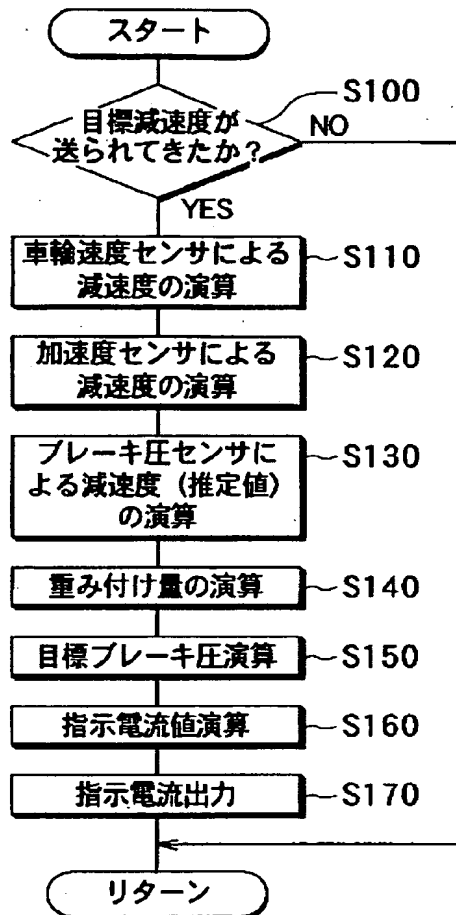 スタート
S100
目標減速度が
送られてきたか?
NO
YES
車輪速度センサによる
減速度の演算
S110
加速度センサによる
減速度の演算
S120
ブレーキ圧センサに
よる減速度(推定値)
の演算
S130
重み付け量の演算
S140
目標ブレーキ圧演算
S150
指示電流値演算
S160
指示電流出力
S170
リターン